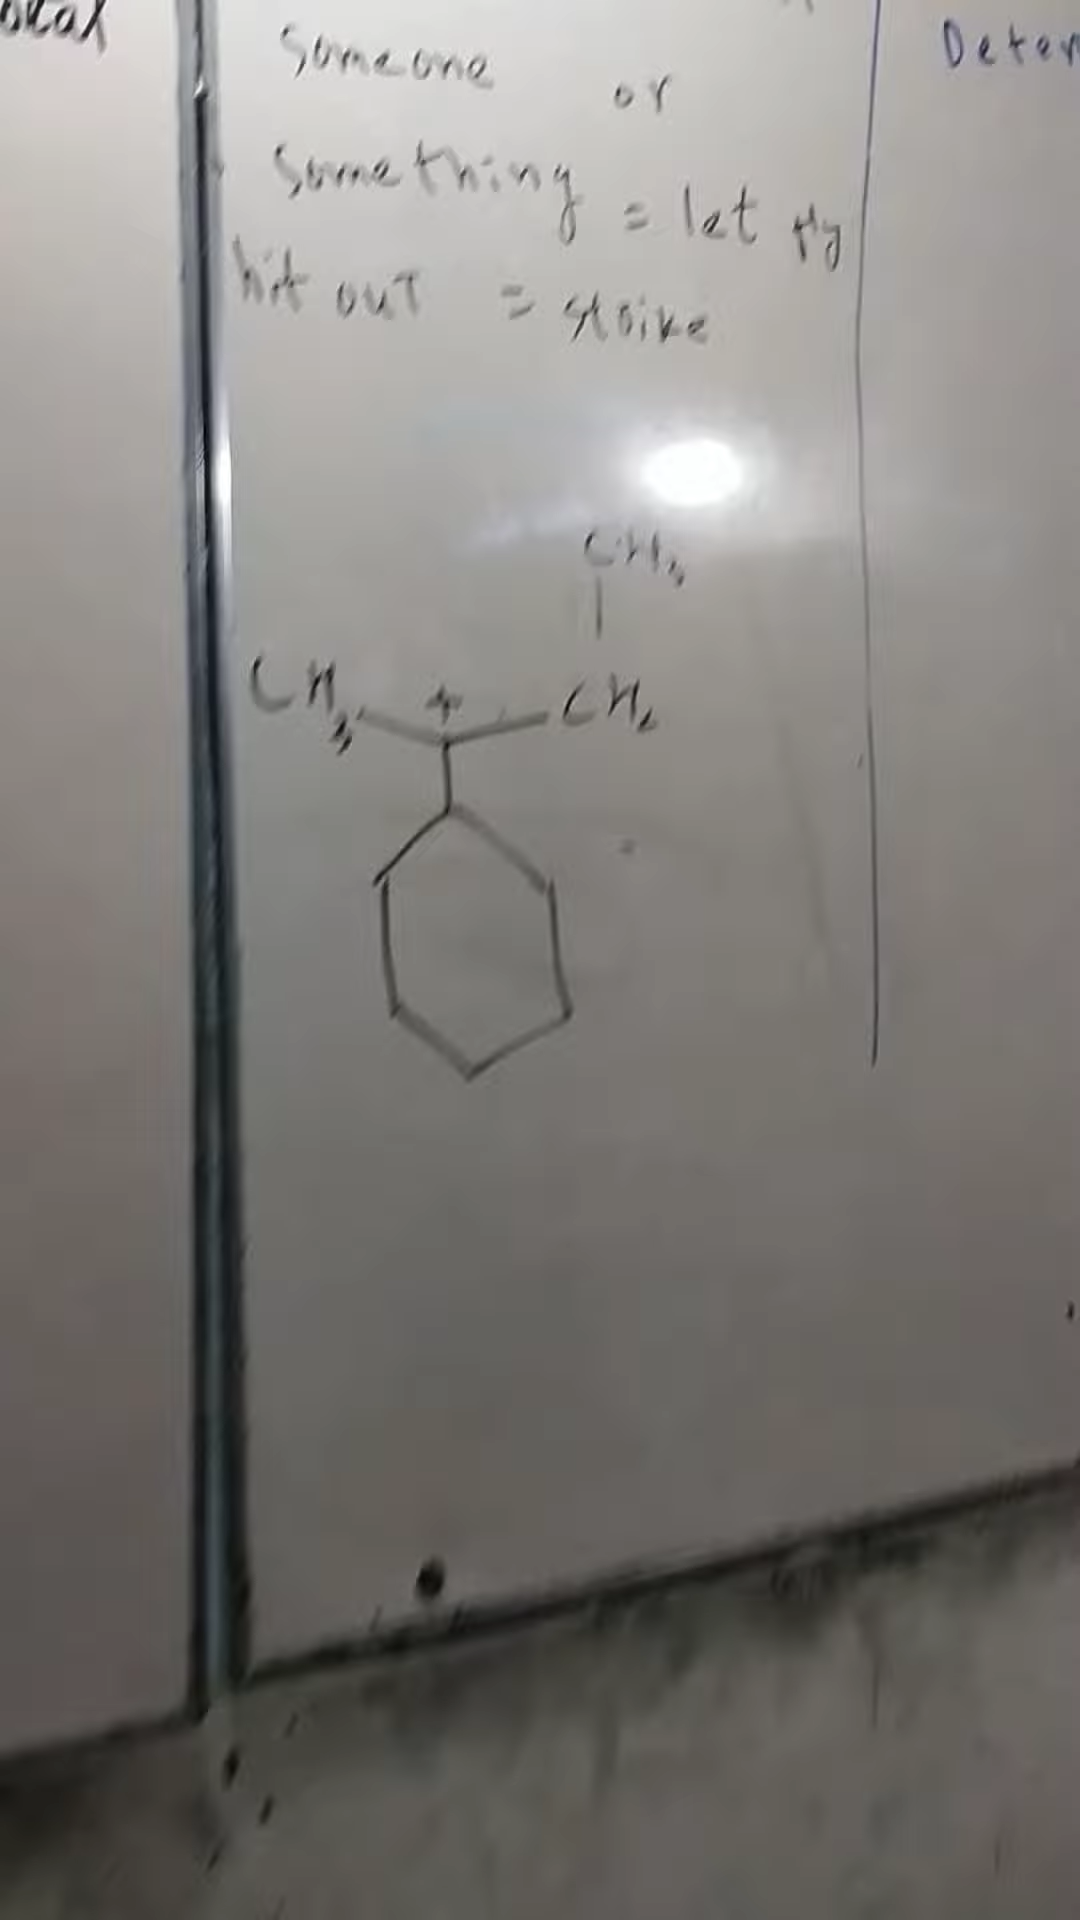 Someone or
Something = let fly
hit out = strike
CH3
CH3 + CH2
Deter